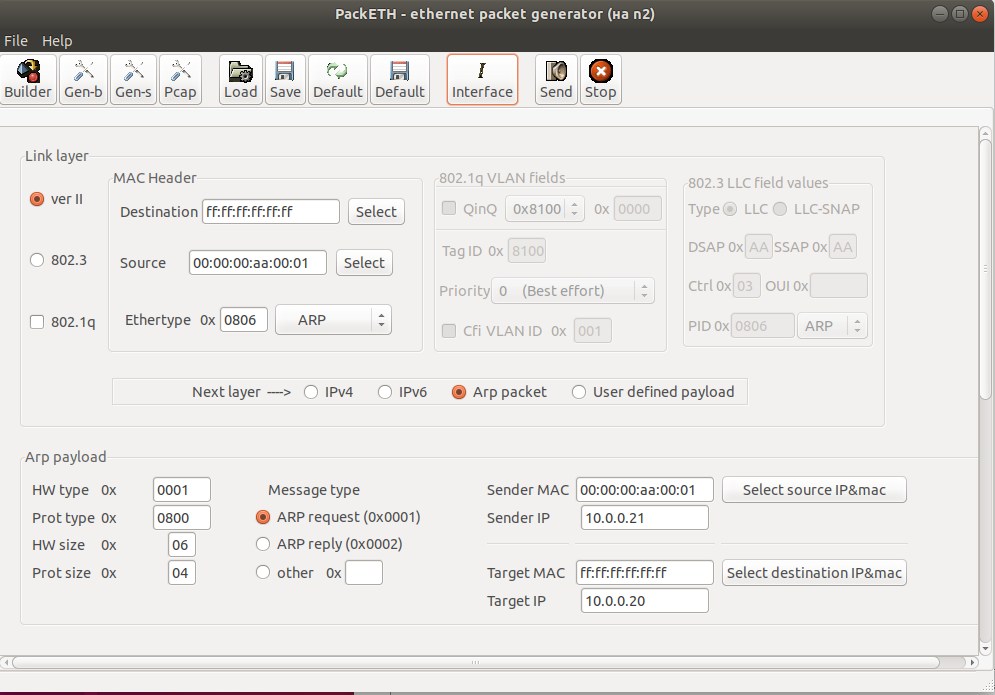 PackETH - ethernet packet generator (на n2)
File Help
Builder Gen-b Gen-s Pcap Load Save Default Default Interface Send Stop
Link layer
ver II
802.3
802.1q
MAC Header
Destination ff:ff:ff:ff:ff:ff Select
Source 00:00:00:aa:00:01 Select
Ethertype 0x 0806 ARP
802.1q VLAN fields
QinQ 0x8100 0x 0000
Tag ID 0x 8100
Priority 0 (Best effort)
Cfi VLAN ID 0x 001
802.3 LLC field values
Type LLC LLC-SNAP
DSAP 0x AA SSAP 0x AA
Ctrl 0x 03 OUI 0x
PID 0x 0806 ARP
Next layer ----> IPv4 IPv6 Arp packet User defined payload
Arp payload
HW type 0x 0001
Prot type 0x 0800
HW size 0x 06
Prot size 0x 04
Message type
ARP request (0x0001)
ARP reply (0x0002)
other 0x
Sender MAC 00:00:00:aa:00:01 Select source IP&mac
Sender IP 10.0.0.21
Target MAC ff:ff:ff:ff:ff:ff Select destination IP&mac
Target IP 10.0.0.20